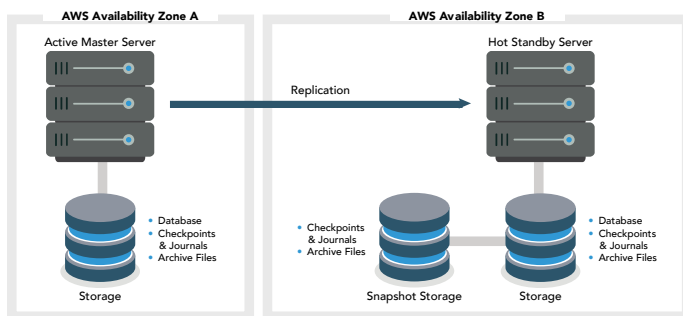 AWS Availability Zone A
Active Master Server
• Database
• Checkpoints
& Journals
• Archive Files
Storage
Replication
AWS Availability Zone B
Hot Standby Server
• Checkpoints
& Journals
• Archive Files
Snapshot Storage
• Database
• Checkpoints
& Journals
• Archive Files
Storage